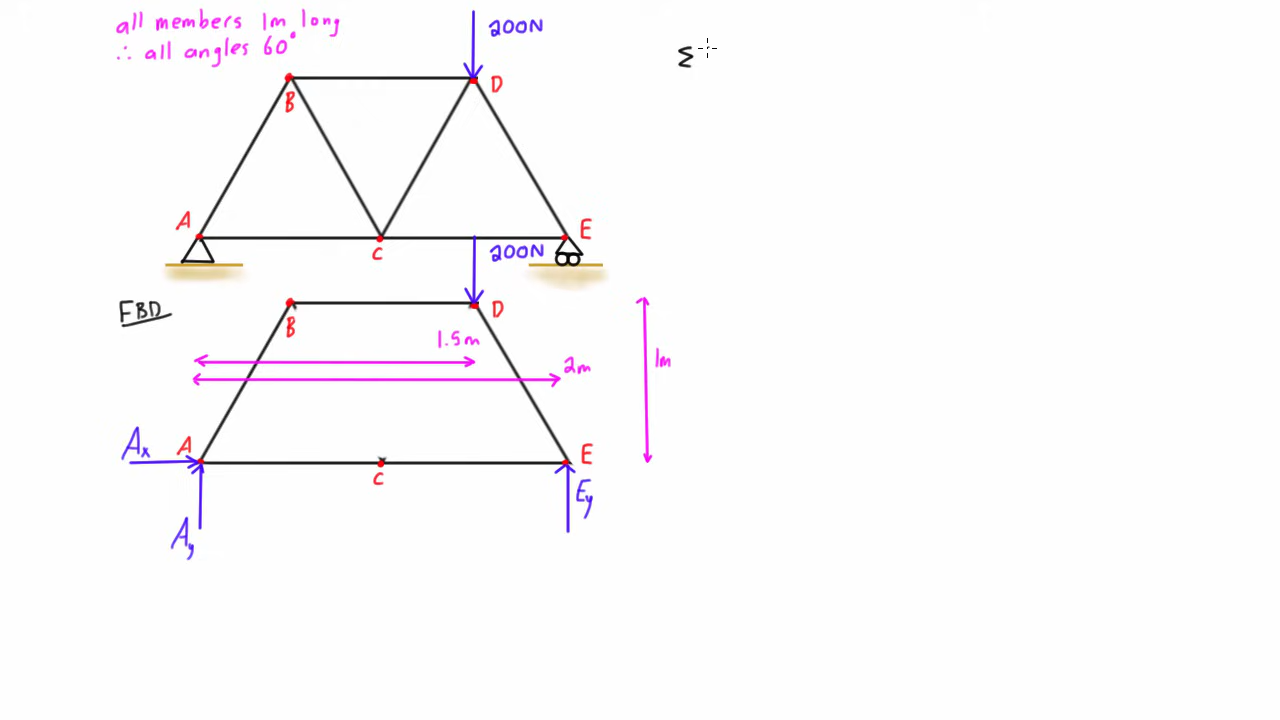 all members 1m long
∴ all angles 60°
200N
B
D
A
E
C
200N
FBD
B
D
1.5m
2m
1m
Ax
A
E
C
Ey
Ay
Σ